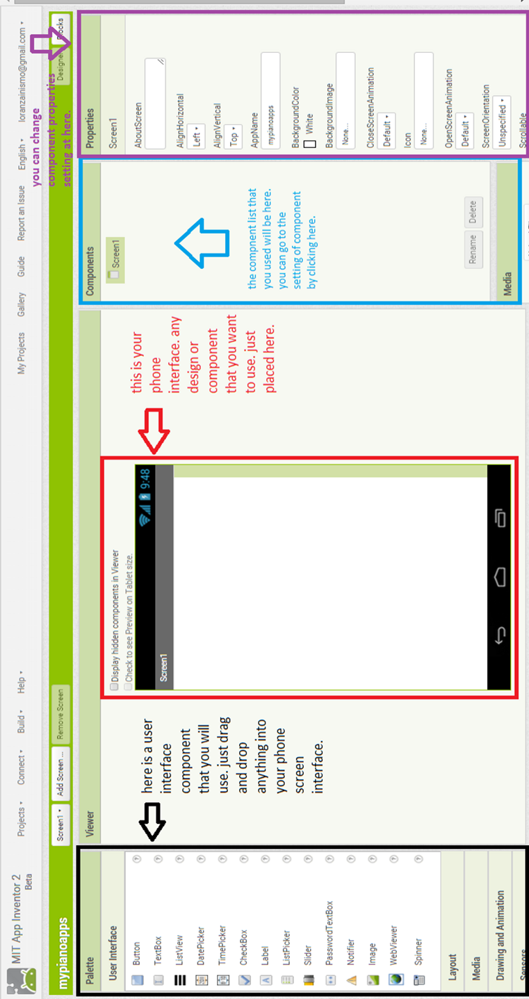 MIT App Inventor 2
Beta
Projects
Connect
Build
Help
My Projects
Gallery
Guide
Report an Issue
English
loranzainismo@gmail.com
mypianoapps
Screen1
Add Screen ...
Remove Screen
Designer
Blocks
you can change
component properties
setting at here.
Palette
User Interface
Button
TextBox
ListView
DatePicker
TimePicker
CheckBox
Label
ListPicker
Slider
PasswordTextBox
Notifier
Image
WebViewer
Spinner
Layout
Media
Drawing and Animation
Sensors
here is a user
interface
component
that you will
use. just drag
and drop
anything into
your phone
screen
interface.
Viewer
Display hidden components in Viewer
Check to see Preview on Tablet size.
9:48
Screen1
this is your
phone
interface. any
design or
component
that you want
to use. just
placed here.
Components
Screen1
the compnent list that
you used will be here.
you can go to the
setting of component
by clicking here.
Rename
Delete
Media
Properties
Screen1
AboutScreen
AlignHorizontal
Left
AlignVertical
Top
AppName
mypianoapps
BackgroundColor
White
BackgroundImage
None...
CloseScreenAnimation
Default
Icon
None...
OpenScreenAnimation
Default
ScreenOrientation
Unspecified
Scrollable